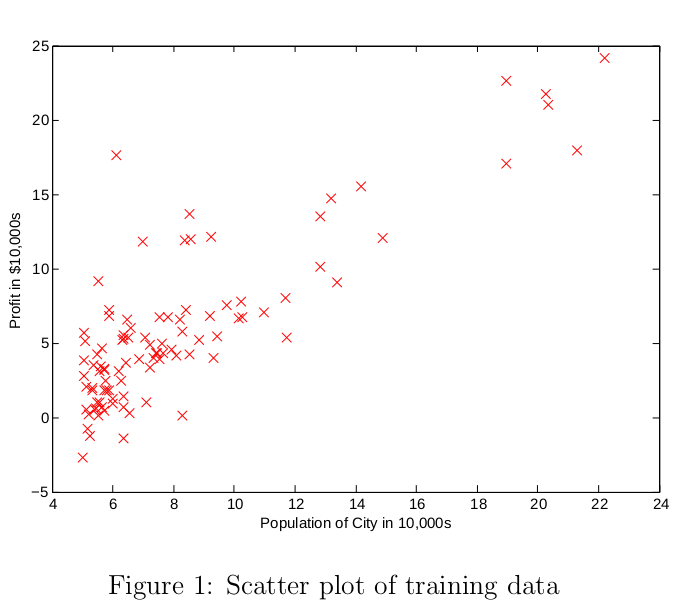 25
20
15
10
5
0
−5
4 6 8 10 12 14 16 18 20 22 24
Profit in $10,000s
Population of City in 10,000s
Figure 1: Scatter plot of training data